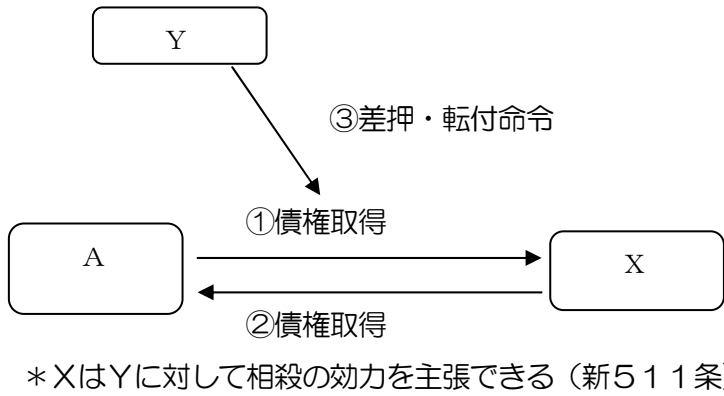 Y
③差押・転付命令
①債権取得
A
X
②債権取得
＊XはYに対して相殺の効力を主張できる（新５１１条）